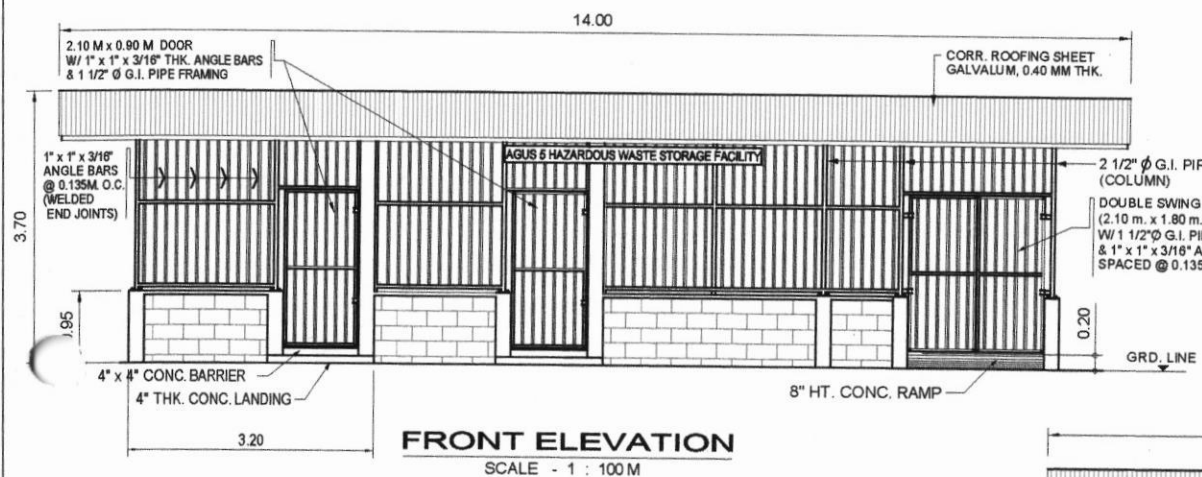 14.00
2.10 M x 0.90 M DOOR
W/ 1" x 1" x 3/16" THK. ANGLE BARS
& 1 1/2" Ø G.I. PIPE FRAMING
CORR. ROOFING SHEET
GALVALUM, 0.40 MM THK.
1" x 1" x 3/16"
ANGLE BARS
@ 0.135M. O.C.
(WELDED
END JOINTS)
AGUS 5 HAZARDOUS WASTE STORAGE FACILITY
2 1/2" Ø G.I. PIP
(COLUMN)
DOUBLE SWING
(2.10 m. x 1.80 m.
W/ 1 1/2"Ø G.I. PI
& 1" x 1" x 3/16" A
SPACED @ 0.135
3.70
.95
0.20
GRD. LINE
4" x 4" CONC. BARRIER
4" THK. CONC. LANDING
8" HT. CONC. RAMP
3.20
FRONT ELEVATION
SCALE - 1 : 100 M